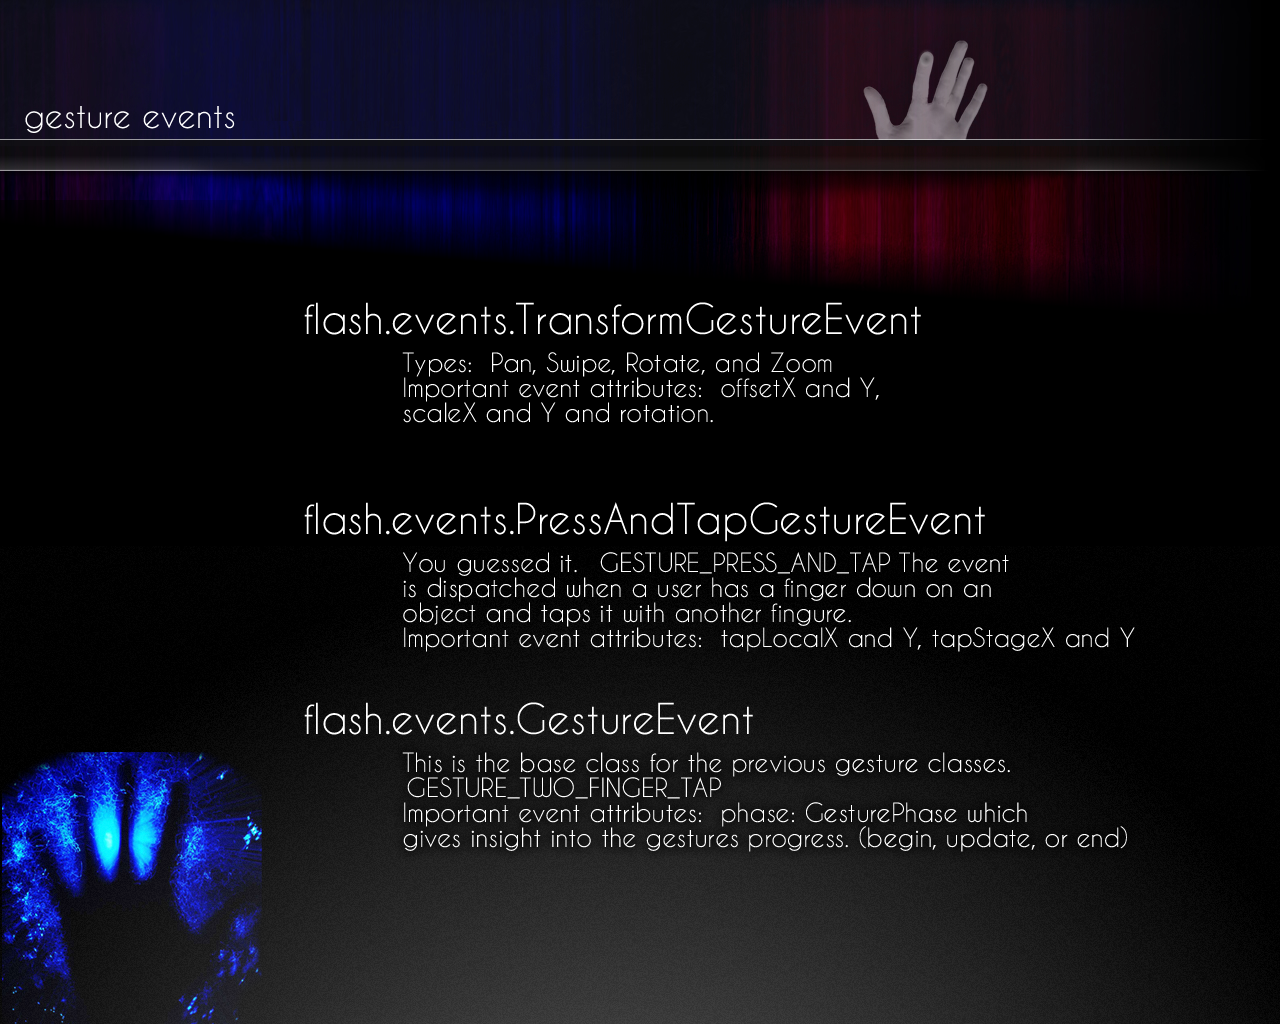 gesture events
flash.events.TransformGestureEvent
Types:  Pan, Swipe, Rotate, and Zoom
Important event attributes:  offsetX and Y,
scaleX and Y and rotation.
flash.events.PressAndTapGestureEvent
You guessed it.   GESTURE_PRESS_AND_TAP The event
is dispatched when a user has a finger down on an
object and taps it with another fingure.
Important event attributes:  tapLocalX and Y, tapStageX and Y
flash.events.GestureEvent
This is the base class for the previous gesture classes.
GESTURE_TWO_FINGER_TAP
Important event attributes:  phase: GesturePhase which
gives insight into the gestures progress. (begin, update, or end)